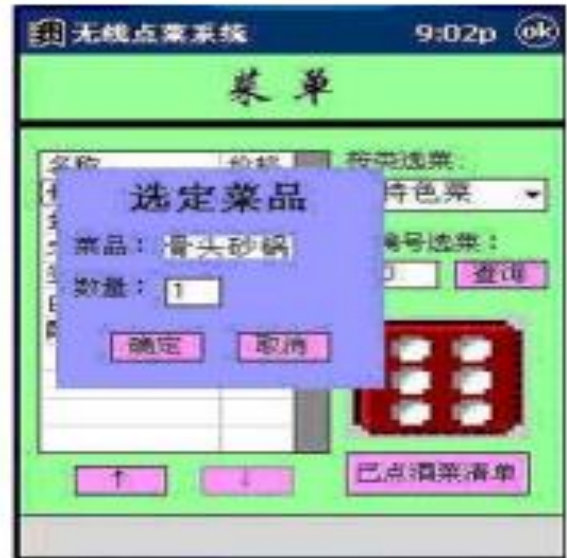 无线点菜系统 9:02p ok
菜单
名称 价格 按类选菜:
选定菜品 特色菜
菜品: 骨头砂锅 编号选菜:
数量: 1 查询
确定 取消
↑ ↓ 已点酒菜清单